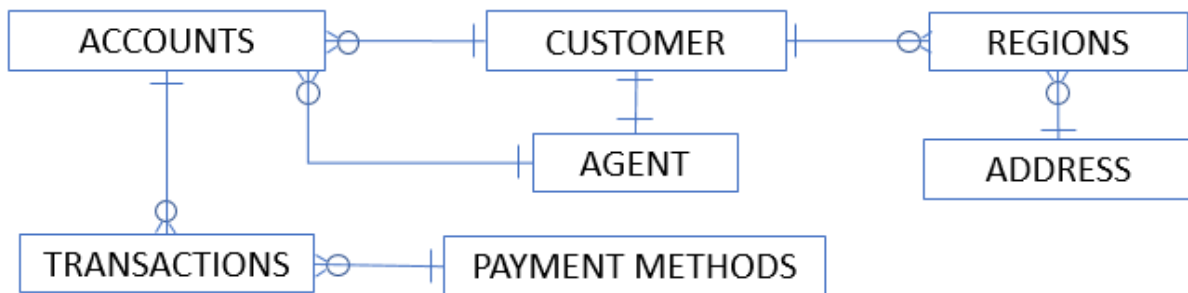 ACCOUNTS
CUSTOMER
REGIONS
AGENT
ADDRESS
TRANSACTIONS
PAYMENT METHODS